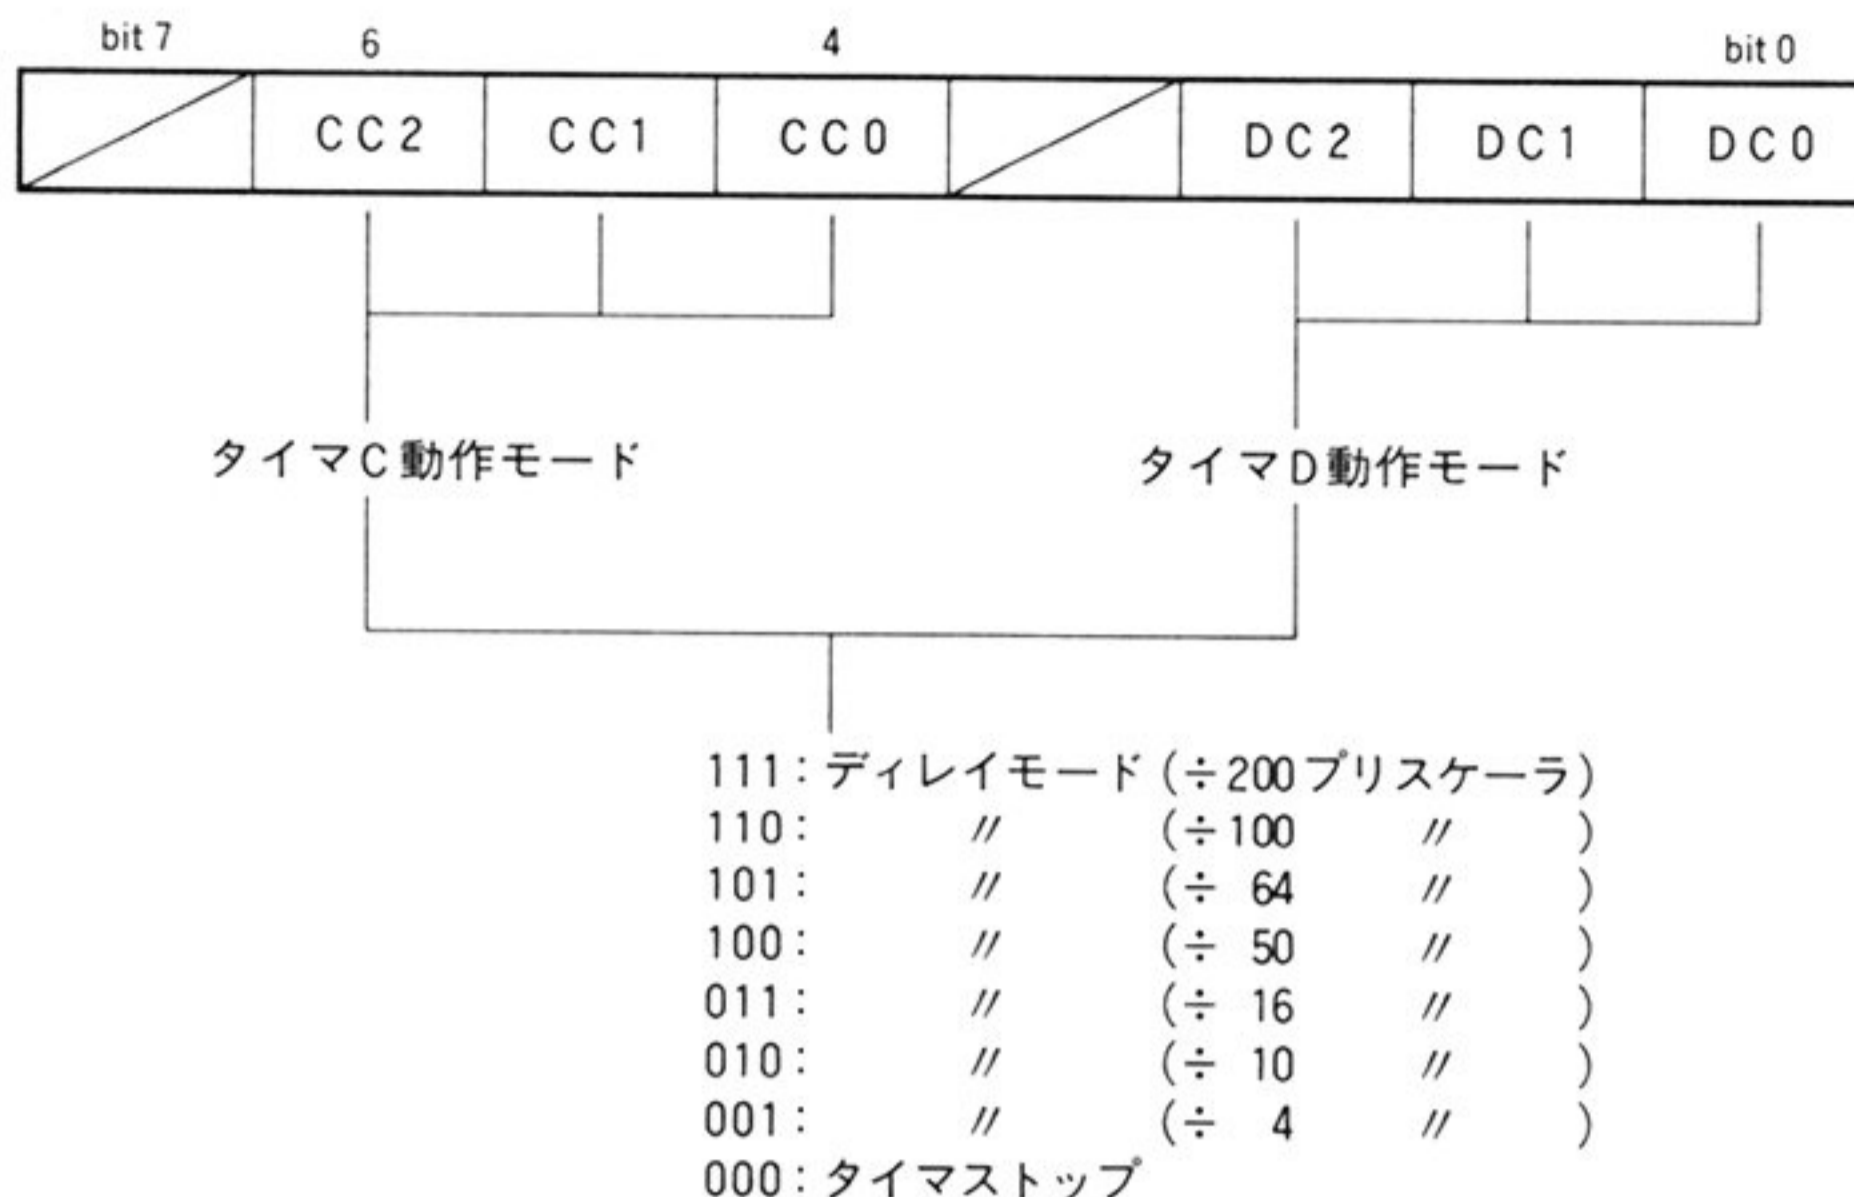 bit 7 6 4 bit 0
CC2 CC1 CC0 DC2 DC1 DC0
タイマC動作モード タイマD動作モード
111:ディレイモード(÷200プリスケーラ)
110: 〃 (÷100 〃 )
101: 〃 (÷ 64 〃 )
100: 〃 (÷ 50 〃 )
011: 〃 (÷ 16 〃 )
010: 〃 (÷ 10 〃 )
001: 〃 (÷ 4 〃 )
000:タイマストップ